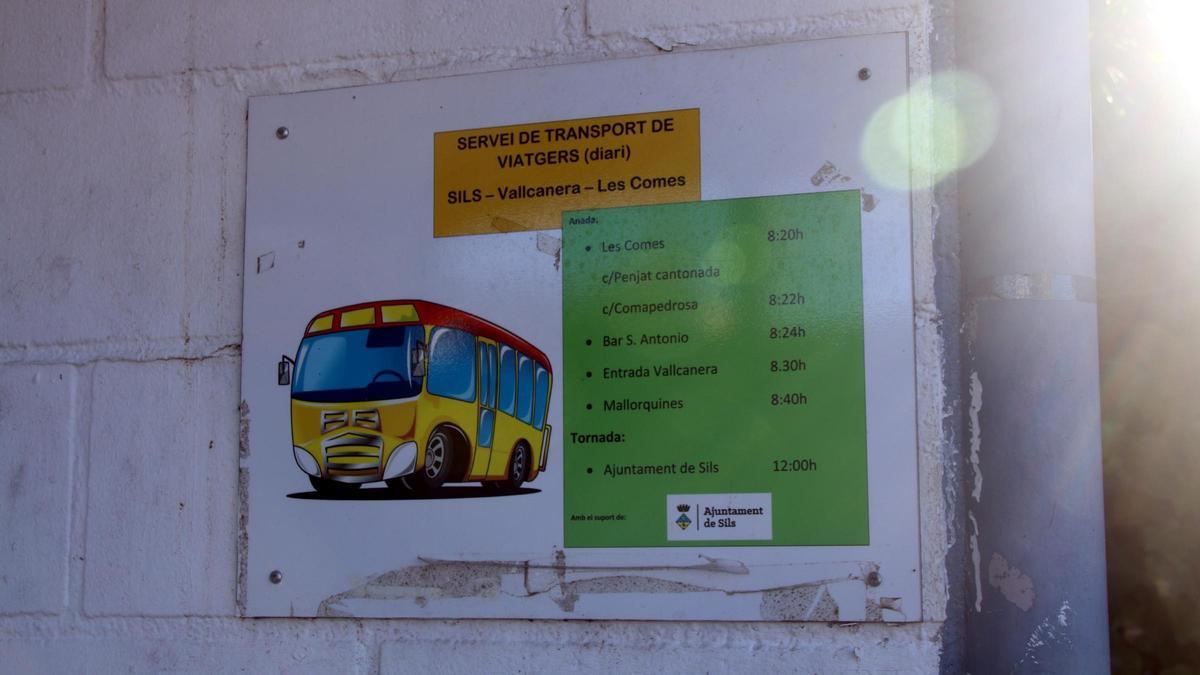 SERVEI DE TRANSPORT DE
VIATGERS (diari)
SILS – Vallcanera – Les Comes
Anada:
• Les Comes 8:20h
c/Penjat cantonada
c/Comapedrosa 8:22h
• Bar S. Antonio 8:24h
• Entrada Vallcanera 8.30h
• Mallorquines 8:40h
Tornada:
• Ajuntament de Sils 12:00h
Amb el suport de:
Ajuntament
de Sils